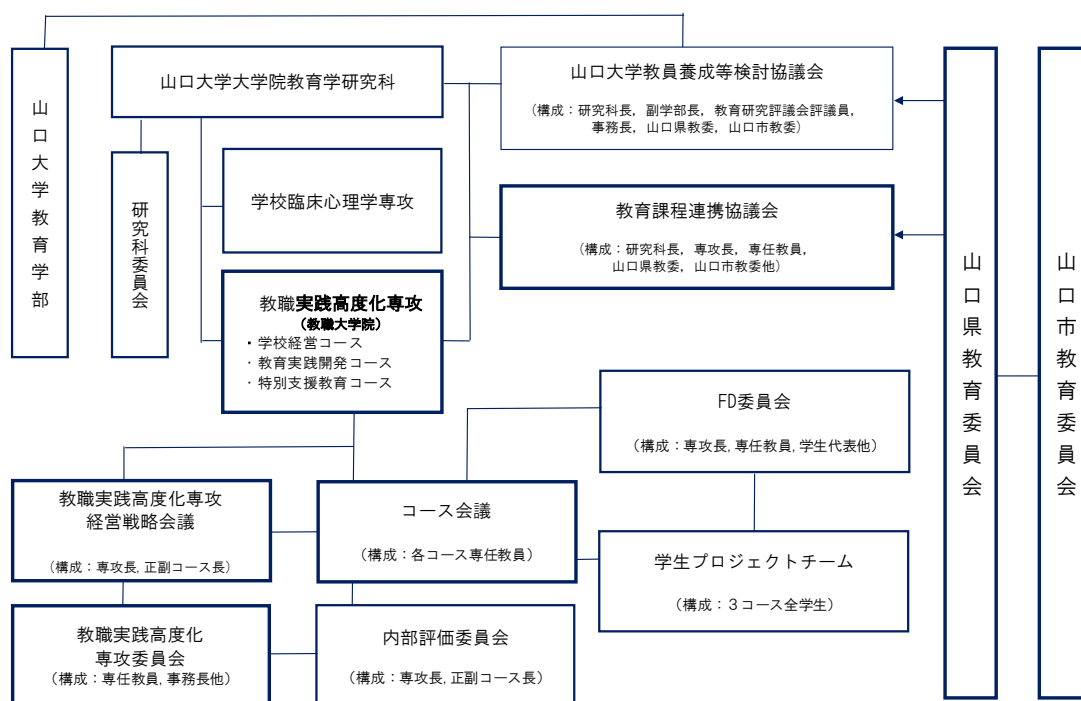 山口大学教育学部
山口大学大学院教育学研究科
研究科委員会
学校臨床心理学専攻
教職実践高度化専攻
(教職大学院)
・学校経営コース
・教育実践開発コース
・特別支援教育コース
山口大学教員養成等検討協議会
(構成：研究科長，副学部長，教育研究評議会評議員，
事務長，山口県教委，山口市教委)
教育課程連携協議会
(構成：研究科長，専攻長，専任教員，
山口県教委，山口市教委他)
山口県教育委員会
山口市教育委員会
FD委員会
(構成：専攻長, 専任教員, 学生代表他)
教職実践高度化専攻
経営戦略会議
(構成：専攻長, 正副コース長)
コース会議
(構成：各コース専任教員)
学生プロジェクトチーム
(構成：３コース全学生)
教職実践高度化
専攻委員会
(構成：専任教員, 事務長他)
内部評価委員会
(構成：専攻長, 正副コース長)